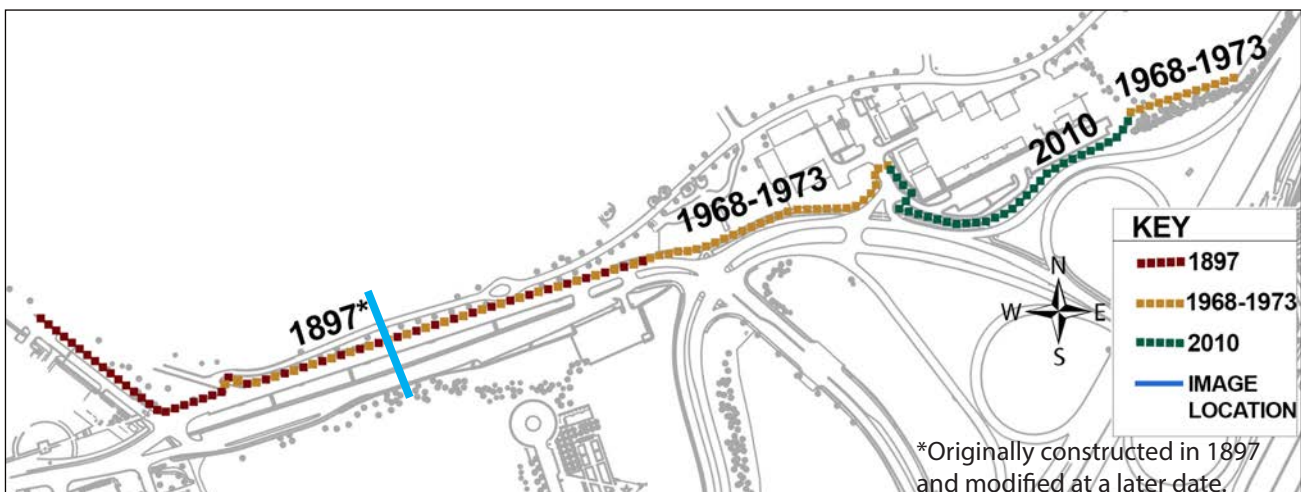 1968-1973
2010
1968-1973
1897*
KEY
1897
1968-1973
2010
IMAGE
LOCATION
N
W E
S
*Originally constructed in 1897
and modified at a later date.